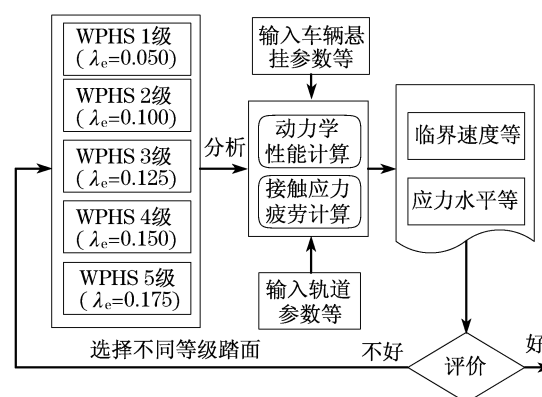 WPHS 1级
(λe=0.050)
WPHS 2级
(λe=0.100)
WPHS 3级
(λe=0.125)
WPHS 4级
(λe=0.150)
WPHS 5级
(λe=0.175)
分析
输入车辆悬
挂参数等
动力学
性能计算
接触应力
疲劳计算
输入轨道
参数等
临界速度等
应力水平等
评价
好
不好
选择不同等级踏面